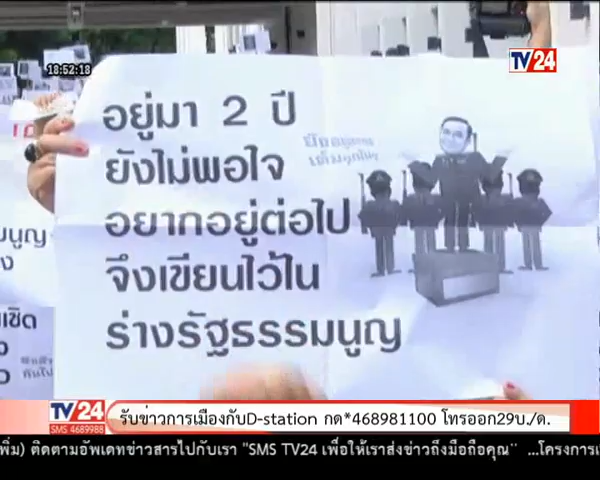 18:52:18
TV24
อยู่มา 2 ปี
ยังไม่พอใจ
อยากอยู่ต่อไป
จึงเขียนไว้ใน
ร่างรัฐธรรมนูญ
TV24
SMS 4689988
รับข่าวการเมืองกับD-station กด*468981100 โทรออก29บ./ด.
พิ่ม) ติดตามอัพเดทข่าวสารไปกับเรา "SMS TV24 เพื่อให้เราส่งข่าวถึงมือถือคุณ" ...โครงการเ